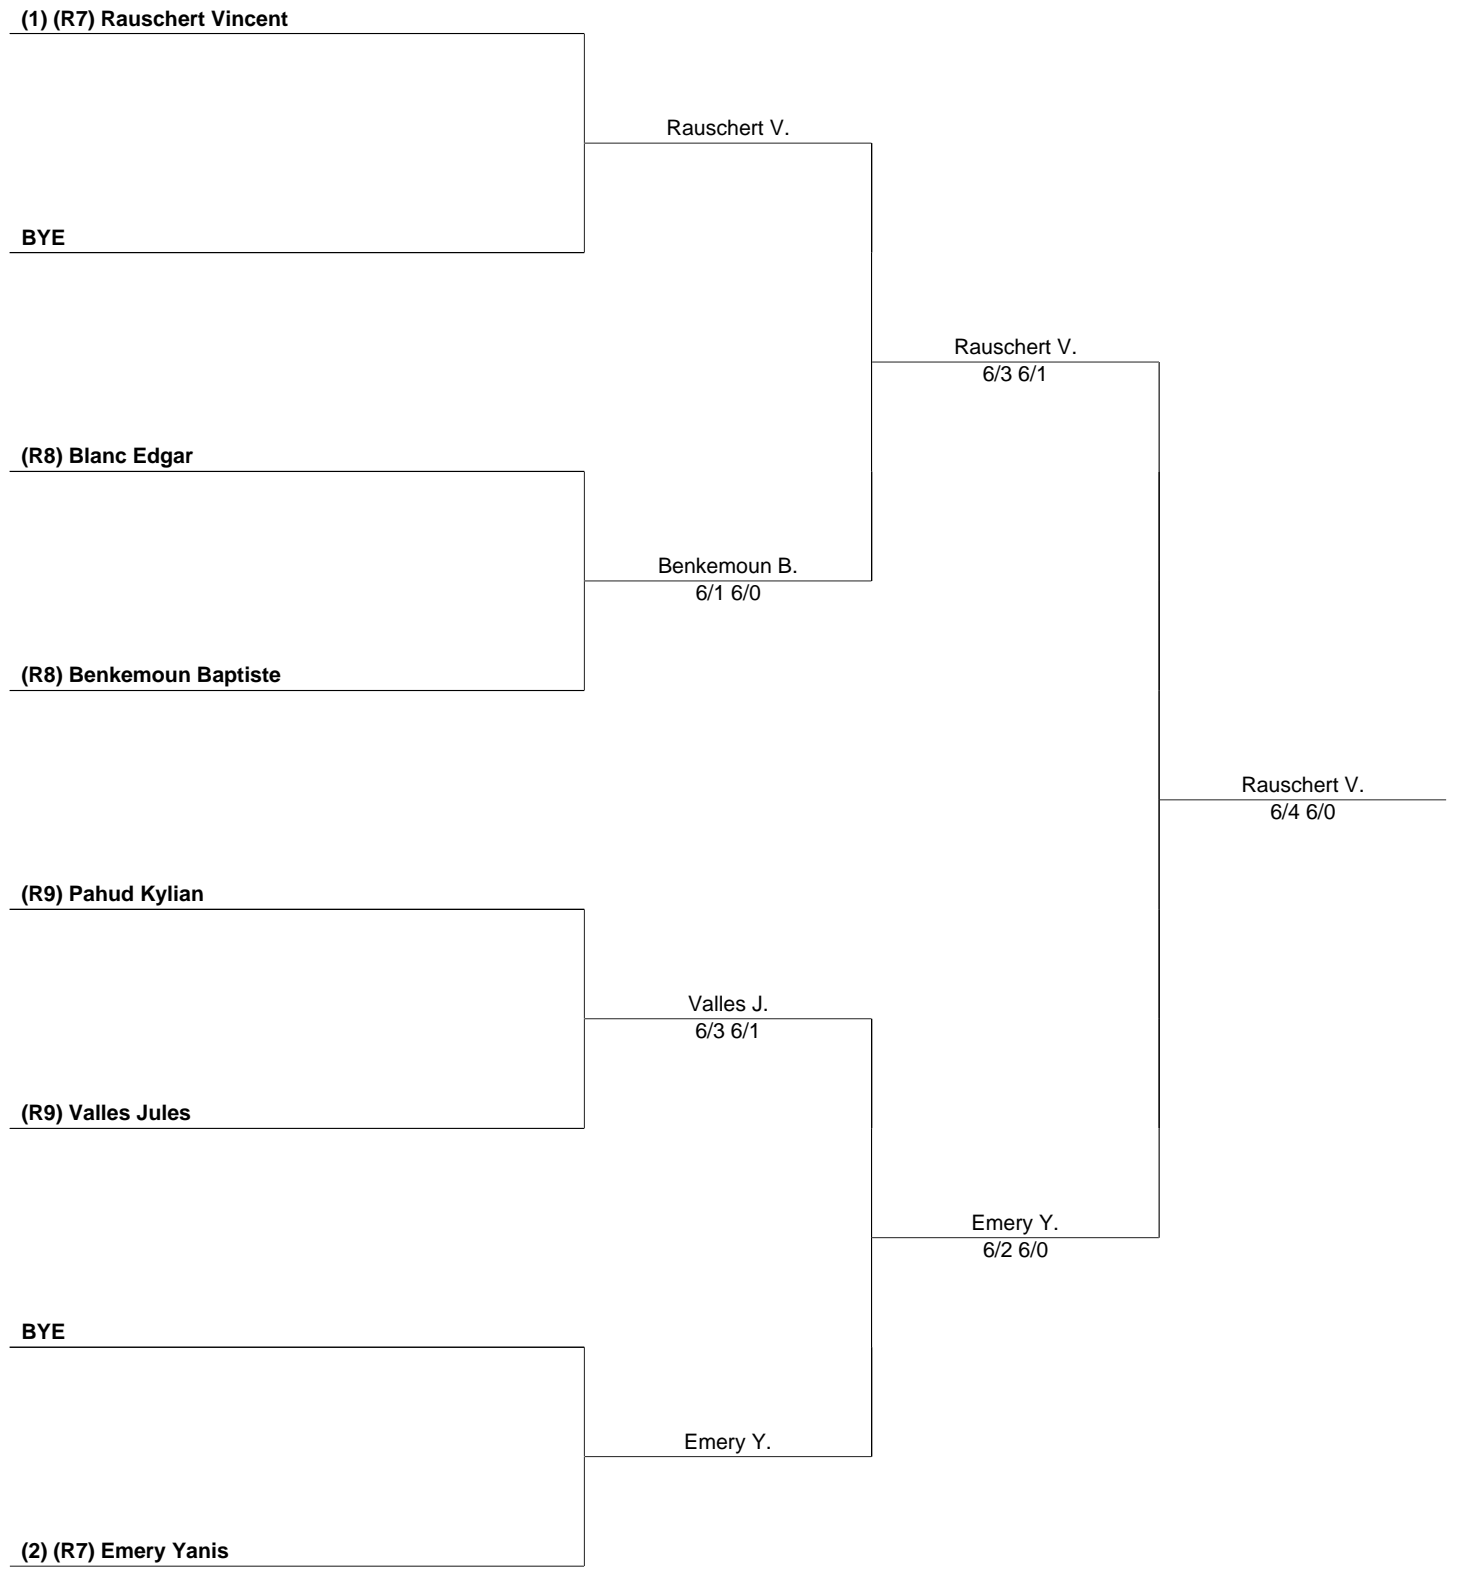 (1) (R7) Rauschert Vincent
Rauschert V.
BYE
Rauschert V.
6/3 6/1
(R8) Blanc Edgar
Benkemoun B.
6/1 6/0
(R8) Benkemoun Baptiste
Rauschert V.
6/4 6/0
(R9) Pahud Kylian
Valles J.
6/3 6/1
(R9) Valles Jules
Emery Y.
6/2 6/0
BYE
Emery Y.
(2) (R7) Emery Yanis